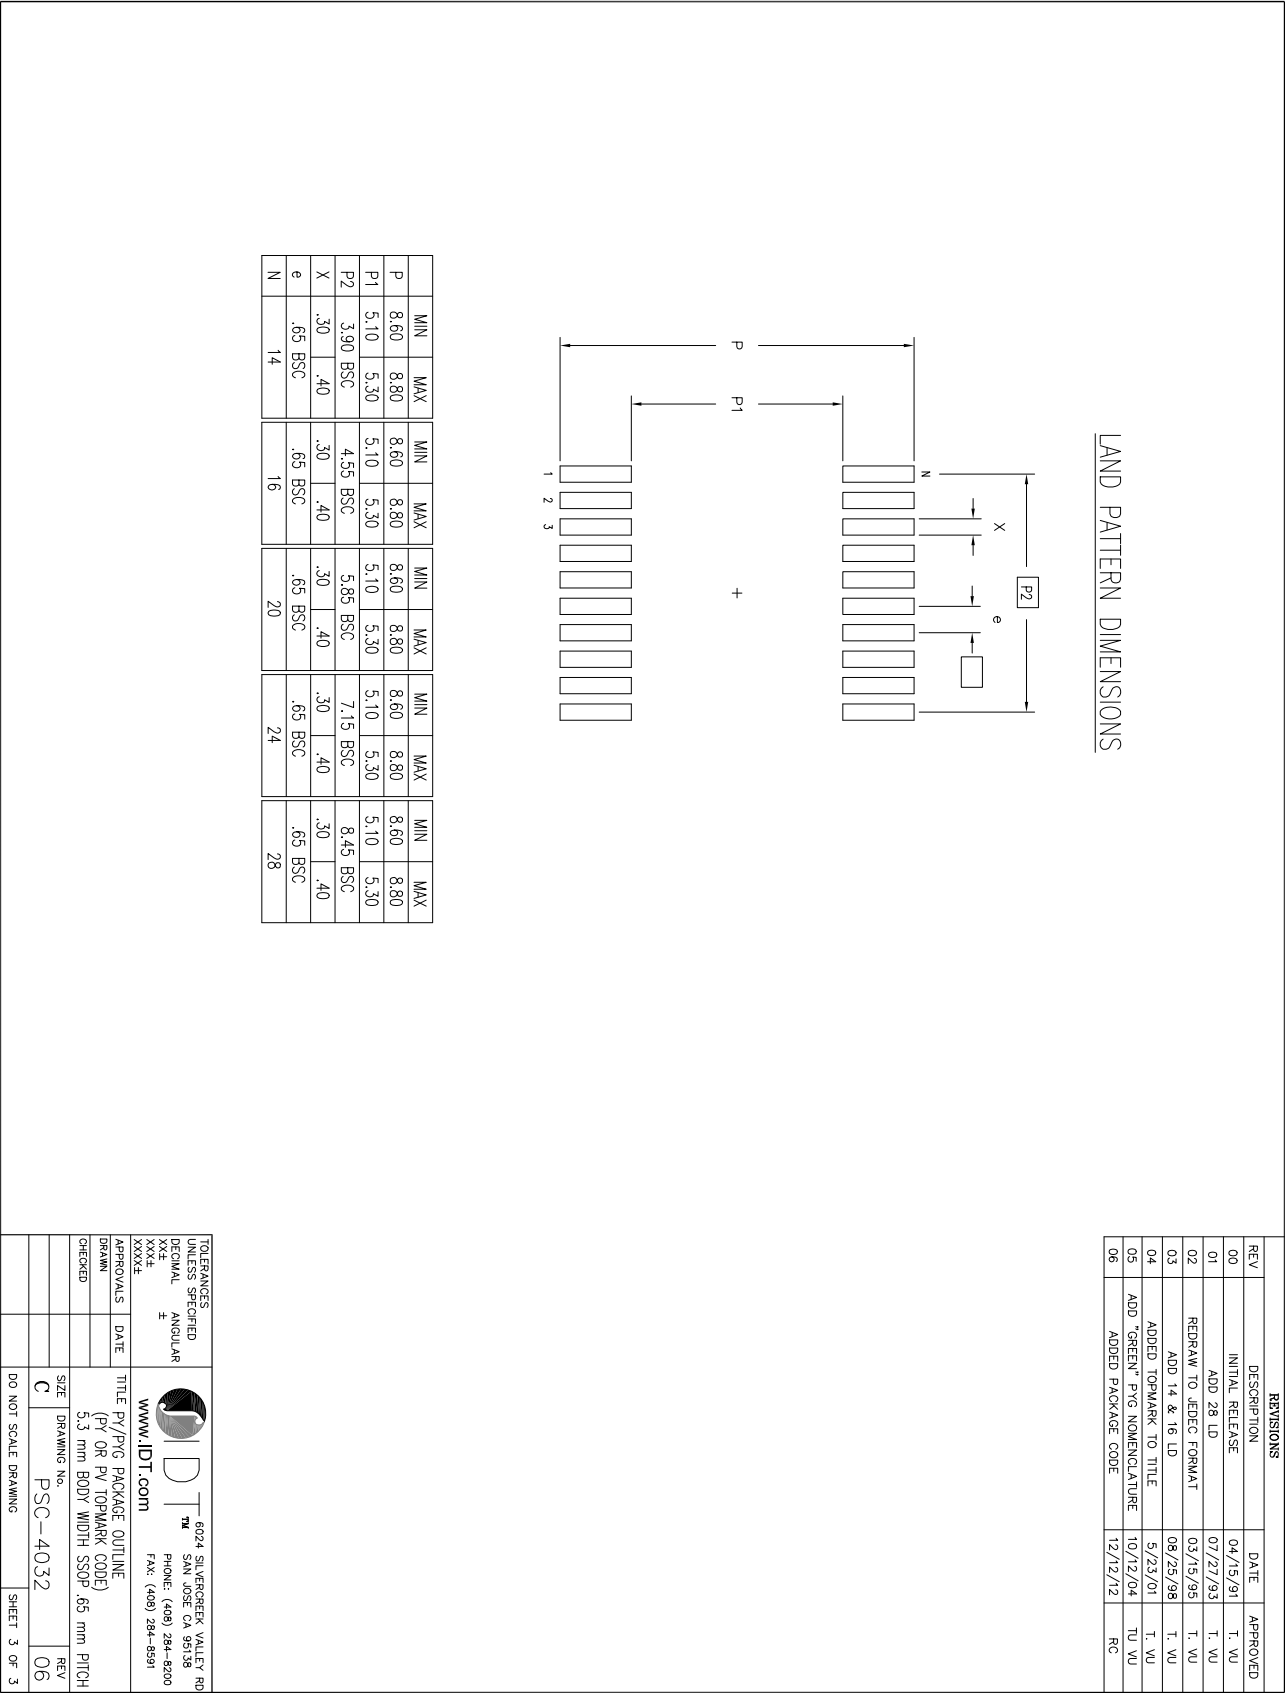 REVISIONS
REV DESCRIPTION DATE APPROVED
00 INITIAL RELEASE 04/15/91 T. VU
01 ADD 28 LD 07/27/93 T. VU
02 REDRAW TO JEDEC FORMAT 03/15/95 T. VU
03 ADD 14 & 16 LD 08/25/98 T. VU
04 ADDED TOPMARK TO TITLE 5/23/01 T. VU
05 ADD "GREEN" PYG NOMENCLATURE 10/12/04 TU VU
06 ADDED PACKAGE CODE 12/12/12 RC
LAND PATTERN DIMENSIONS
P2
X
e
N
P
P1
1 2 3
MIN MAX MIN MAX MIN MAX MIN MAX MIN MAX
P 8.60 8.80 8.60 8.80 8.60 8.80 8.60 8.80 8.60 8.80
P1 5.10 5.30 5.10 5.30 5.10 5.30 5.10 5.30 5.10 5.30
P2 3.90 BSC 4.55 BSC 5.85 BSC 7.15 BSC 8.45 BSC
X .30 .40 .30 .40 .30 .40 .30 .40 .30 .40
e .65 BSC .65 BSC .65 BSC .65 BSC .65 BSC
N 14 16 20 24 28
TOLERANCES
UNLESS SPECIFIED
DECIMAL ANGULAR
XX± ±
XXX±
XXXX±
APPROVALS DATE
DRAWN
CHECKED
IDT TM
www.IDT.com
6024 SILVERCREEK VALLEY RD
SAN JOSE CA 95138
PHONE: (408) 284-8200
FAX: (408) 284-8591
TITLE PY/PYG PACKAGE OUTLINE
(PY OR PV TOPMARK CODE)
5.3 mm BODY WIDTH SSOP .65 mm PITCH
SIZE DRAWING No. REV
C PSC-4032 06
DO NOT SCALE DRAWING SHEET 3 OF 3